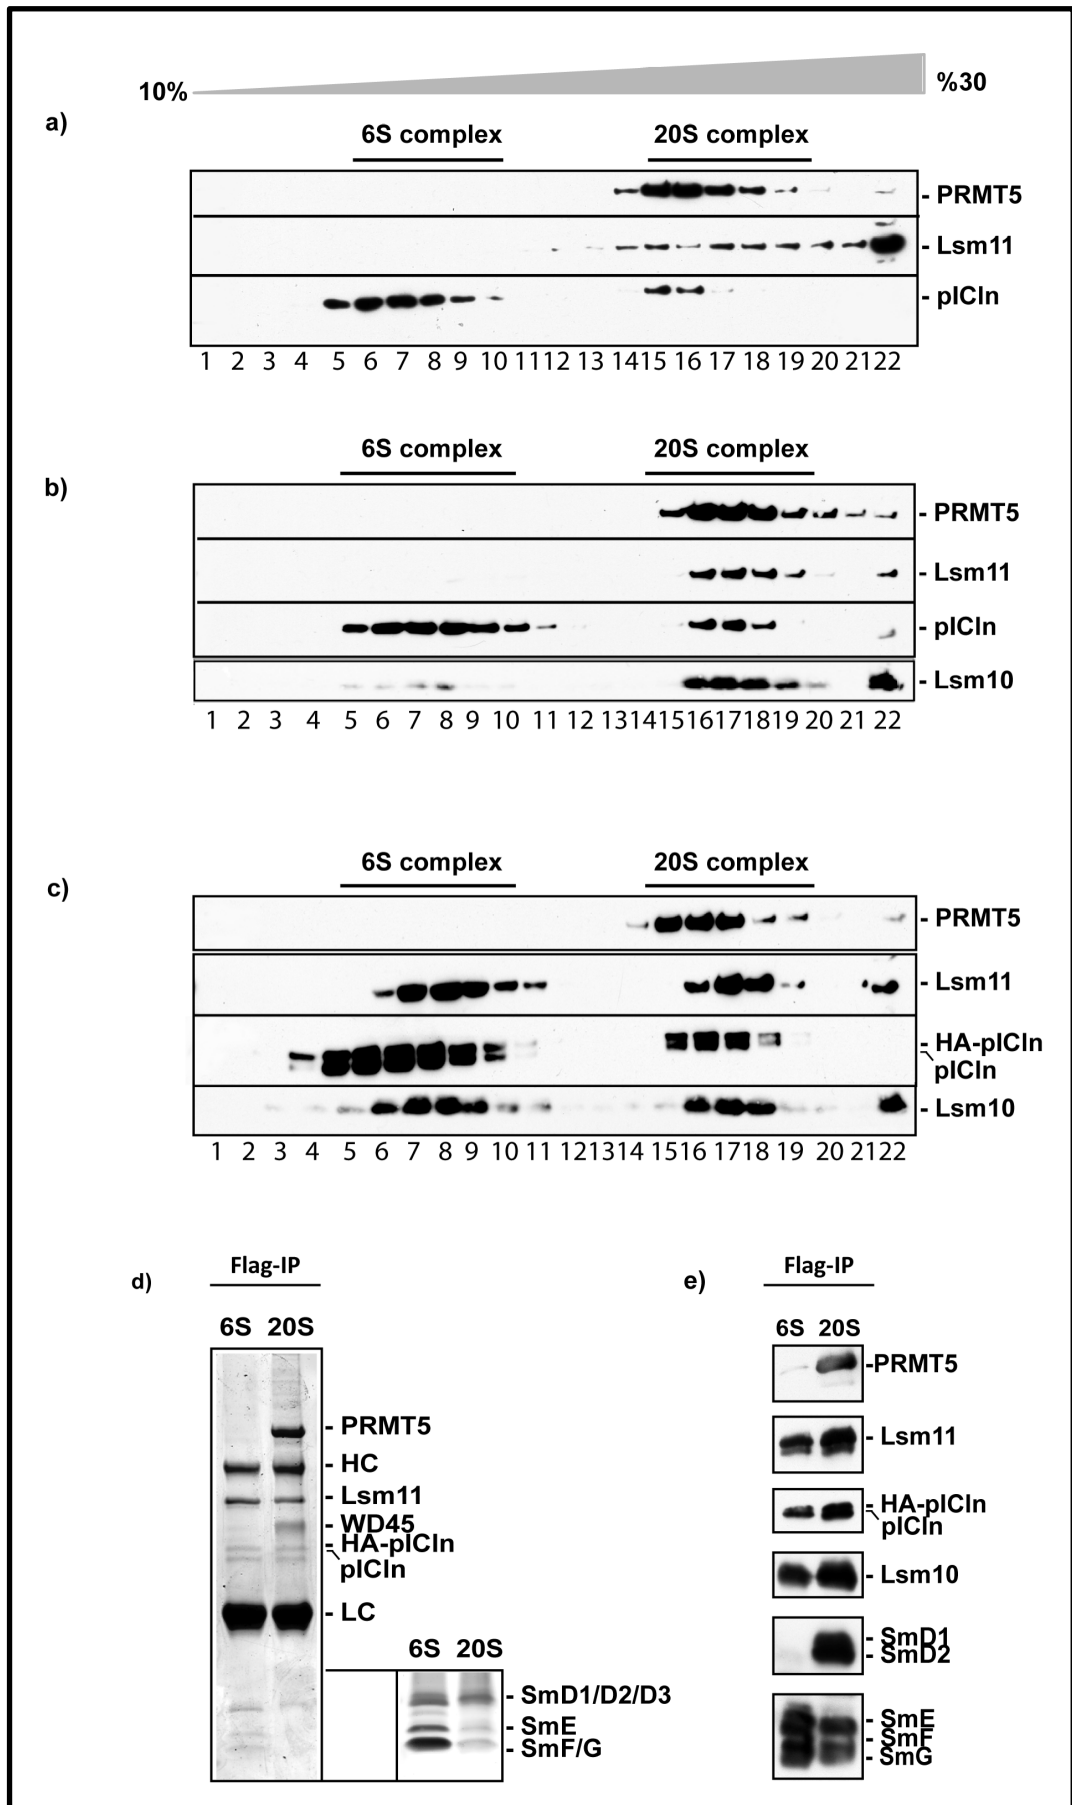 10%
%30
a)
6S complex 20S complex
- PRMT5
- Lsm11
- pICln
1 2 3 4 5 6 7 8 9 10 11 12 13 14 15 16 17 18 19 20 21 22
b)
6S complex 20S complex
- PRMT5
- Lsm11
- pICln
- Lsm10
1 2 3 4 5 6 7 8 9 10 11 12 13 14 15 16 17 18 19 20 21 22
c)
6S complex 20S complex
- PRMT5
- Lsm11
- HA-pICln
pICln
- Lsm10
1 2 3 4 5 6 7 8 9 10 11 12 13 14 15 16 17 18 19 20 21 22
d)
Flag-IP
6S 20S
- PRMT5
- HC
- Lsm11
- WD45
- HA-pICln
pICln
- LC
6S 20S
- SmD1/D2/D3
- SmE
- SmF/G
e)
Flag-IP
6S 20S
-PRMT5
- Lsm11
- HA-pICln
pICln
- Lsm10
- SmD1
- SmD2
- SmE
- SmF
- SmG